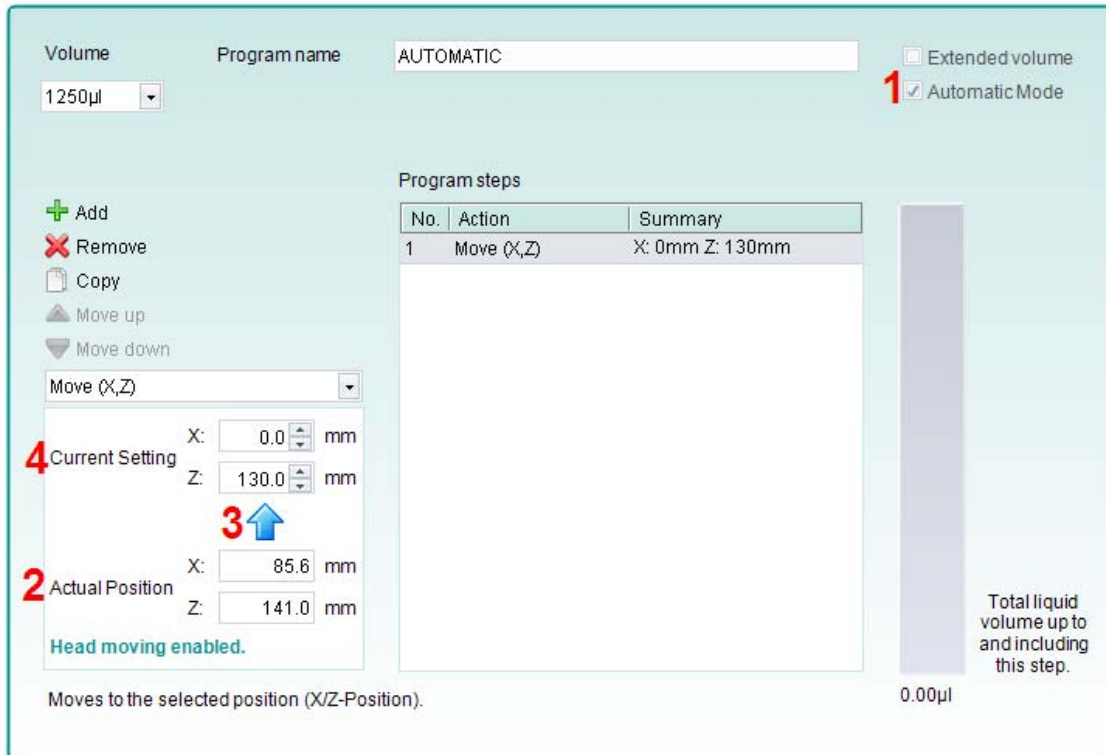 Volume
Program name
AUTOMATIC
Extended volume
1250µl
1
Automatic Mode
Program steps
Add
Remove
Copy
Move up
Move down
No. Action Summary
1 Move (X,Z) X: 0mm Z: 130mm
Move (X,Z)
4
Current Setting
X: 0.0 mm
Z: 130.0 mm
3
2
Actual Position
X: 85.6 mm
Z: 141.0 mm
Head moving enabled.
Total liquid
volume up to
and including
this step.
Moves to the selected position (X/Z-Position).
0.00µl